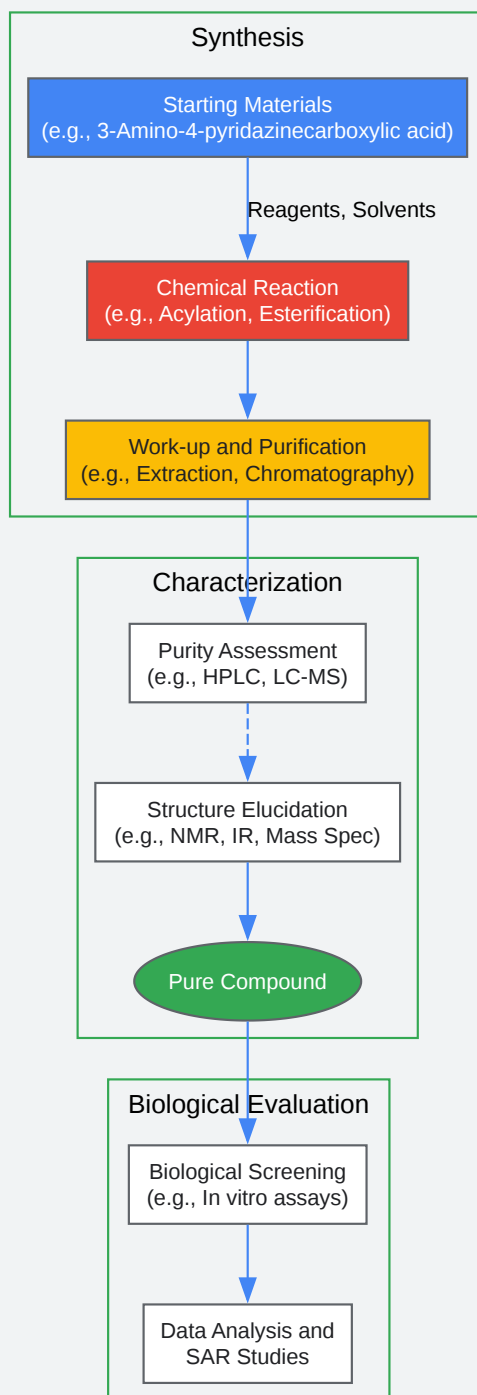 Synthesis
Starting Materials
(e.g., 3-Amino-4-pyridazinecarboxylic acid)
Reagents, Solvents
Chemical Reaction
(e.g., Acylation, Esterification)
Work-up and Purification
(e.g., Extraction, Chromatography)
Characterization
Purity Assessment
(e.g., HPLC, LC-MS)
Structure Elucidation
(e.g., NMR, IR, Mass Spec)
Pure Compound
Biological Evaluation
Biological Screening
(e.g., In vitro assays)
Data Analysis and
SAR Studies